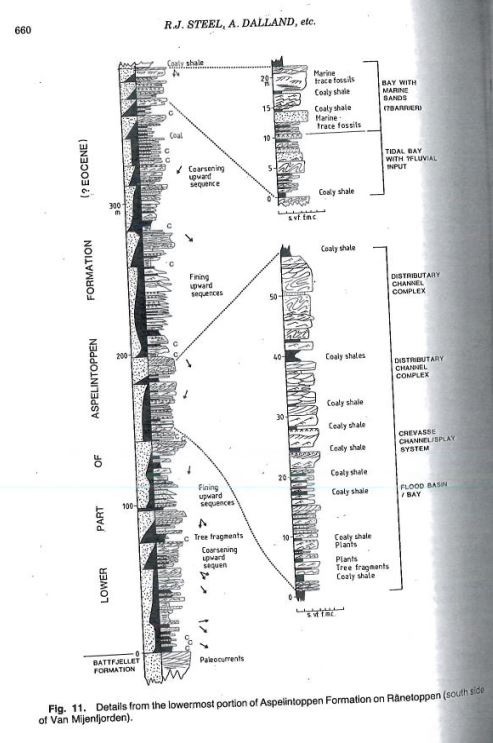 660
R.J. STEEL, A. DALLAND, etc.
Coaly shale
C
Coal
C
C
C
Coarsening
upward
sequence
300
m
C
C
Fining
upward
sequences
200
C
C
C
Fining
upward
sequences
100
C Tree fragments
Coarsening
upward
sequen
C
C
C
0
BATTFJELLET
FORMATION
Paleocurrents
LOWER PART OF ASPELINTOPPEN FORMATION (? EOCENE)
20
m
15
10
5
0
s. vf. f.m.c
Marine
trace fossils
Coaly shale
Coaly shale
Marine
trace fossils
Coaly shale
BAY WITH
MARINE
SANDS
(?BARRIER)
TIDAL BAY
WITH ?FLUVIAL
INPUT
50
40
30
20
10
0
s. vf. f.m.c.
Coaly shale
Coaly shales
Coaly shale
Coaly shale
Coaly shale
Coaly shale
Coaly shale
Coaly shale
Plants
Plants
Tree fragments
Coaly shale
DISTRIBUTARY
CHANNEL
COMPLEX
DISTRIBUTARY
CHANNEL
COMPLEX
CREVASSE
CHANNEL/SPLAY
SYSTEM
FLOOD BASIN
/ BAY
Fig. 11. Details from the lowermost portion of Aspelintoppen Formation on Rånetoppen (south side
of Van Mijenfjorden).